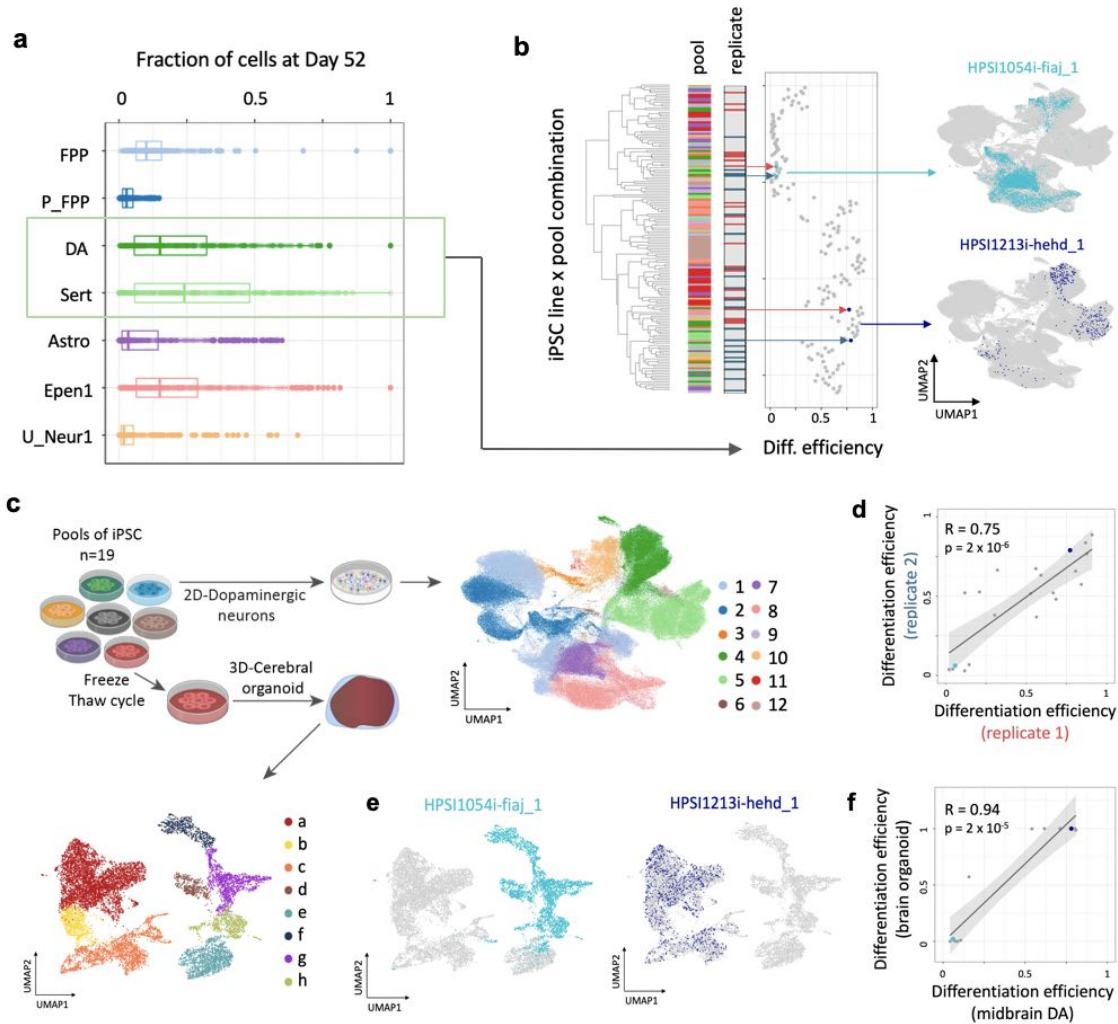 a
Fraction of cells at Day 52
0 0.5 1
FPP
P_FPP
DA
Sert
Astro
Epen1
U_Neur1
b
pool
replicate
iPSC line x pool combination
0 0.5 1
Diff. efficiency
HPSI1054i-fiaj_1
HPSI1213i-hehd_1
UMAP2
UMAP1
c
Pools of iPSC
n=19
2D-Dopaminergic
neurons
Freeze
Thaw cycle
3D-Cerebral
organoid
UMAP2
UMAP1
1 7
2 8
3 9
4 10
5 11
6 12
a
b
c
d
e
f
g
h
UMAP2
UMAP1
d
Differentiation efficiency
(replicate 2)
1
0.5
0
R = 0.75
p = 2 x 10⁻⁶
0 0.5 1
Differentiation efficiency
(replicate 1)
e
HPSI1054i-fiaj_1
HPSI1213i-hehd_1
UMAP2
UMAP1
UMAP2
UMAP1
f
Differentiation efficiency
(brain organoid)
1
0.5
0
R = 0.94
p = 2 x 10⁻⁵
0 0.5 1
Differentiation efficiency
(midbrain DA)